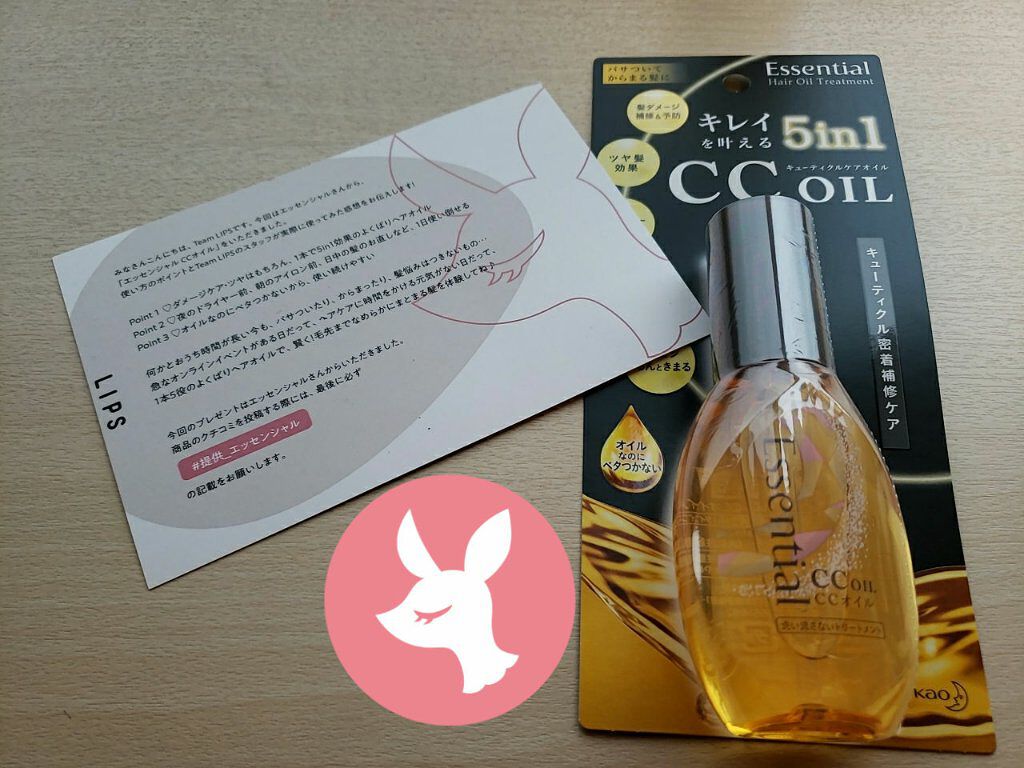 みなさんこんにちは、Team LIPSです。今回はエッセンシャルさんから、
「エッセンシャル CCオイル」をいただきました。
使い方のポイントとTeam LIPSのスタッフが実際に使ってみた感想をお伝えします!
Point 1 ♡ダメージケア・ツヤはもちろん、1本で5in1効果のよくばりヘアオイル
Point 2 ♡夜のドライヤー前、朝のアイロン前、日中の髪のお直しなど、1日使い倒せる
Point 3 ♡オイルなのにベタつかないから、使い続けやすい
何かとおうち時間が長い今も、パサついたり、からまったり、髪悩みはつきないもの…
急なオンラインイベントがある日だって、ヘアケアに時間をかける元気がない日だって、
1本5役のよくばりヘアオイルで、賢く!毛先までなめらかにまとまる髪を体験してね♪
今回のプレゼントはエッセンシャルさんからいただきました。
商品のクチコミを投稿する際には、最後に必ず
#提供_エッセンシャル
の記載をお願いします。
LIPS
パサついて
からまる髪に
Essential
Hair Oil Treatment
髪ダメージ
補修&予防
キレイ
を叶える
5in1
ツヤ髪
効果
キューティクルケアオイル
CC OIL
キューティクル密着補修ケア
んときまる
オイル
なのに
ベタつかない
Essential
CC OIL
CCオイル
洗い流さないトリートメント
Kao